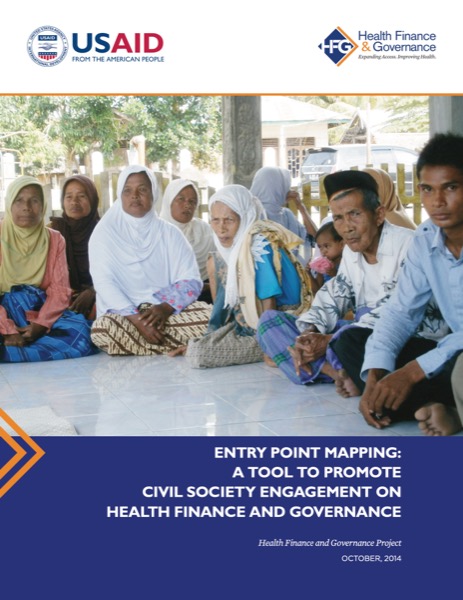 USAID
FROM THE AMERICAN PEOPLE
HFG
Health Finance
& Governance
Expanding Access. Improving Health.
ENTRY POINT MAPPING:
A TOOL TO PROMOTE
CIVIL SOCIETY ENGAGEMENT ON
HEALTH FINANCE AND GOVERNANCE
Health Finance and Governance Project
OCTOBER, 2014